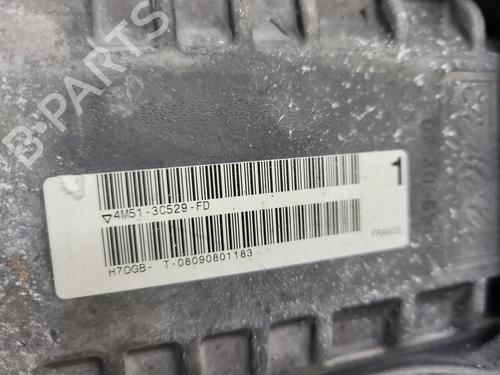 B-PARTS
▽4M51-3C529-FD
1
H7OGB- T-08090801183
FRANCE